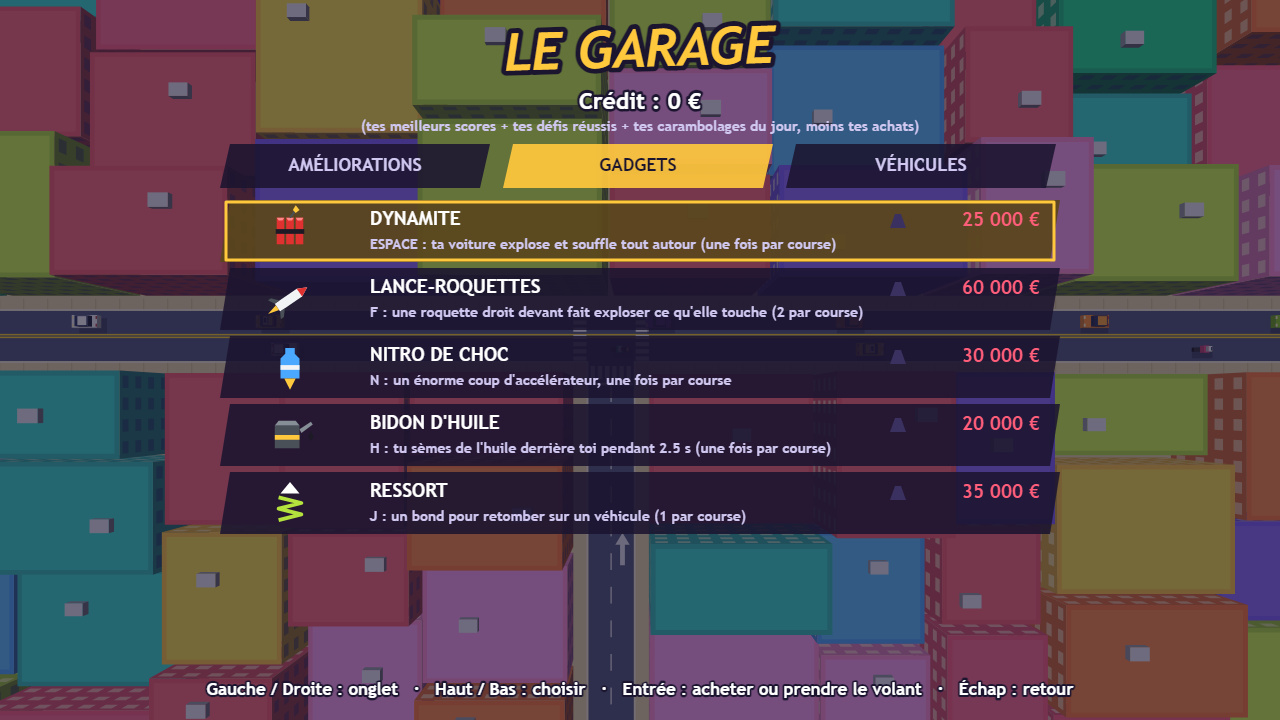 LE GARAGE
Crédit : 0 €
(tes meilleurs scores + tes défis réussis + tes carambolages du jour, moins tes achats)
AMÉLIORATIONS GADGETS VÉHICULES
DYNAMITE 25 000 €
ESPACE : ta voiture explose et souffle tout autour (une fois par course)
LANCE-ROQUETTES 60 000 €
F : une roquette droit devant fait exploser ce qu'elle touche (2 par course)
NITRO DE CHOC 30 000 €
N : un énorme coup d'accélérateur, une fois par course
BIDON D'HUILE 20 000 €
H : tu sèmes de l'huile derrière toi pendant 2.5 s (une fois par course)
RESSORT 35 000 €
J : un bond pour retomber sur un véhicule (1 par course)
Gauche / Droite : onglet · Haut / Bas : choisir · Entrée : acheter ou prendre le volant · Échap : retour